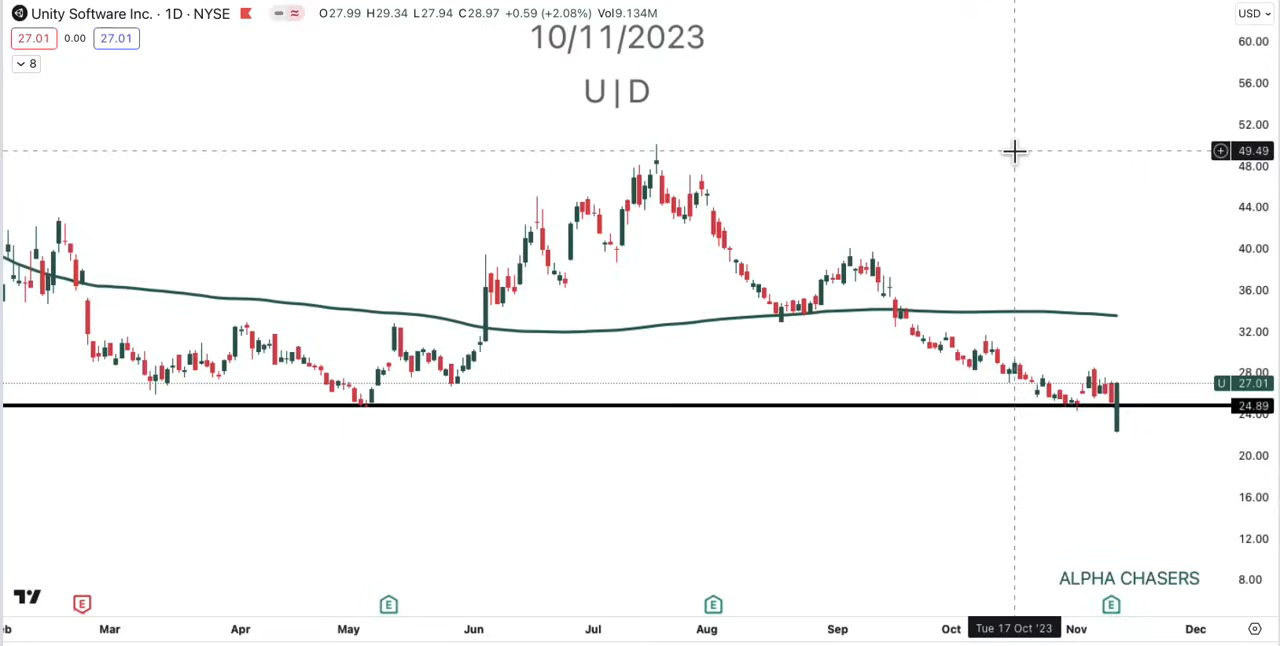 Unity Software Inc. · 1D · NYSE O27.99 H29.34 L27.94 C28.97 +0.59 (+2.08%) Vol9.134M
USD
27.01 0.00 27.01
8
10/11/2023
U|D
60.00
56.00
52.00
49.49
48.00
44.00
40.00
36.00
32.00
28.00
U 27.01
24.89
24.00
20.00
16.00
12.00
8.00
ALPHA CHASERS
E E E E
Mar Apr May Jun Jul Aug Sep Oct Tue 17 Oct '23 Nov Dec